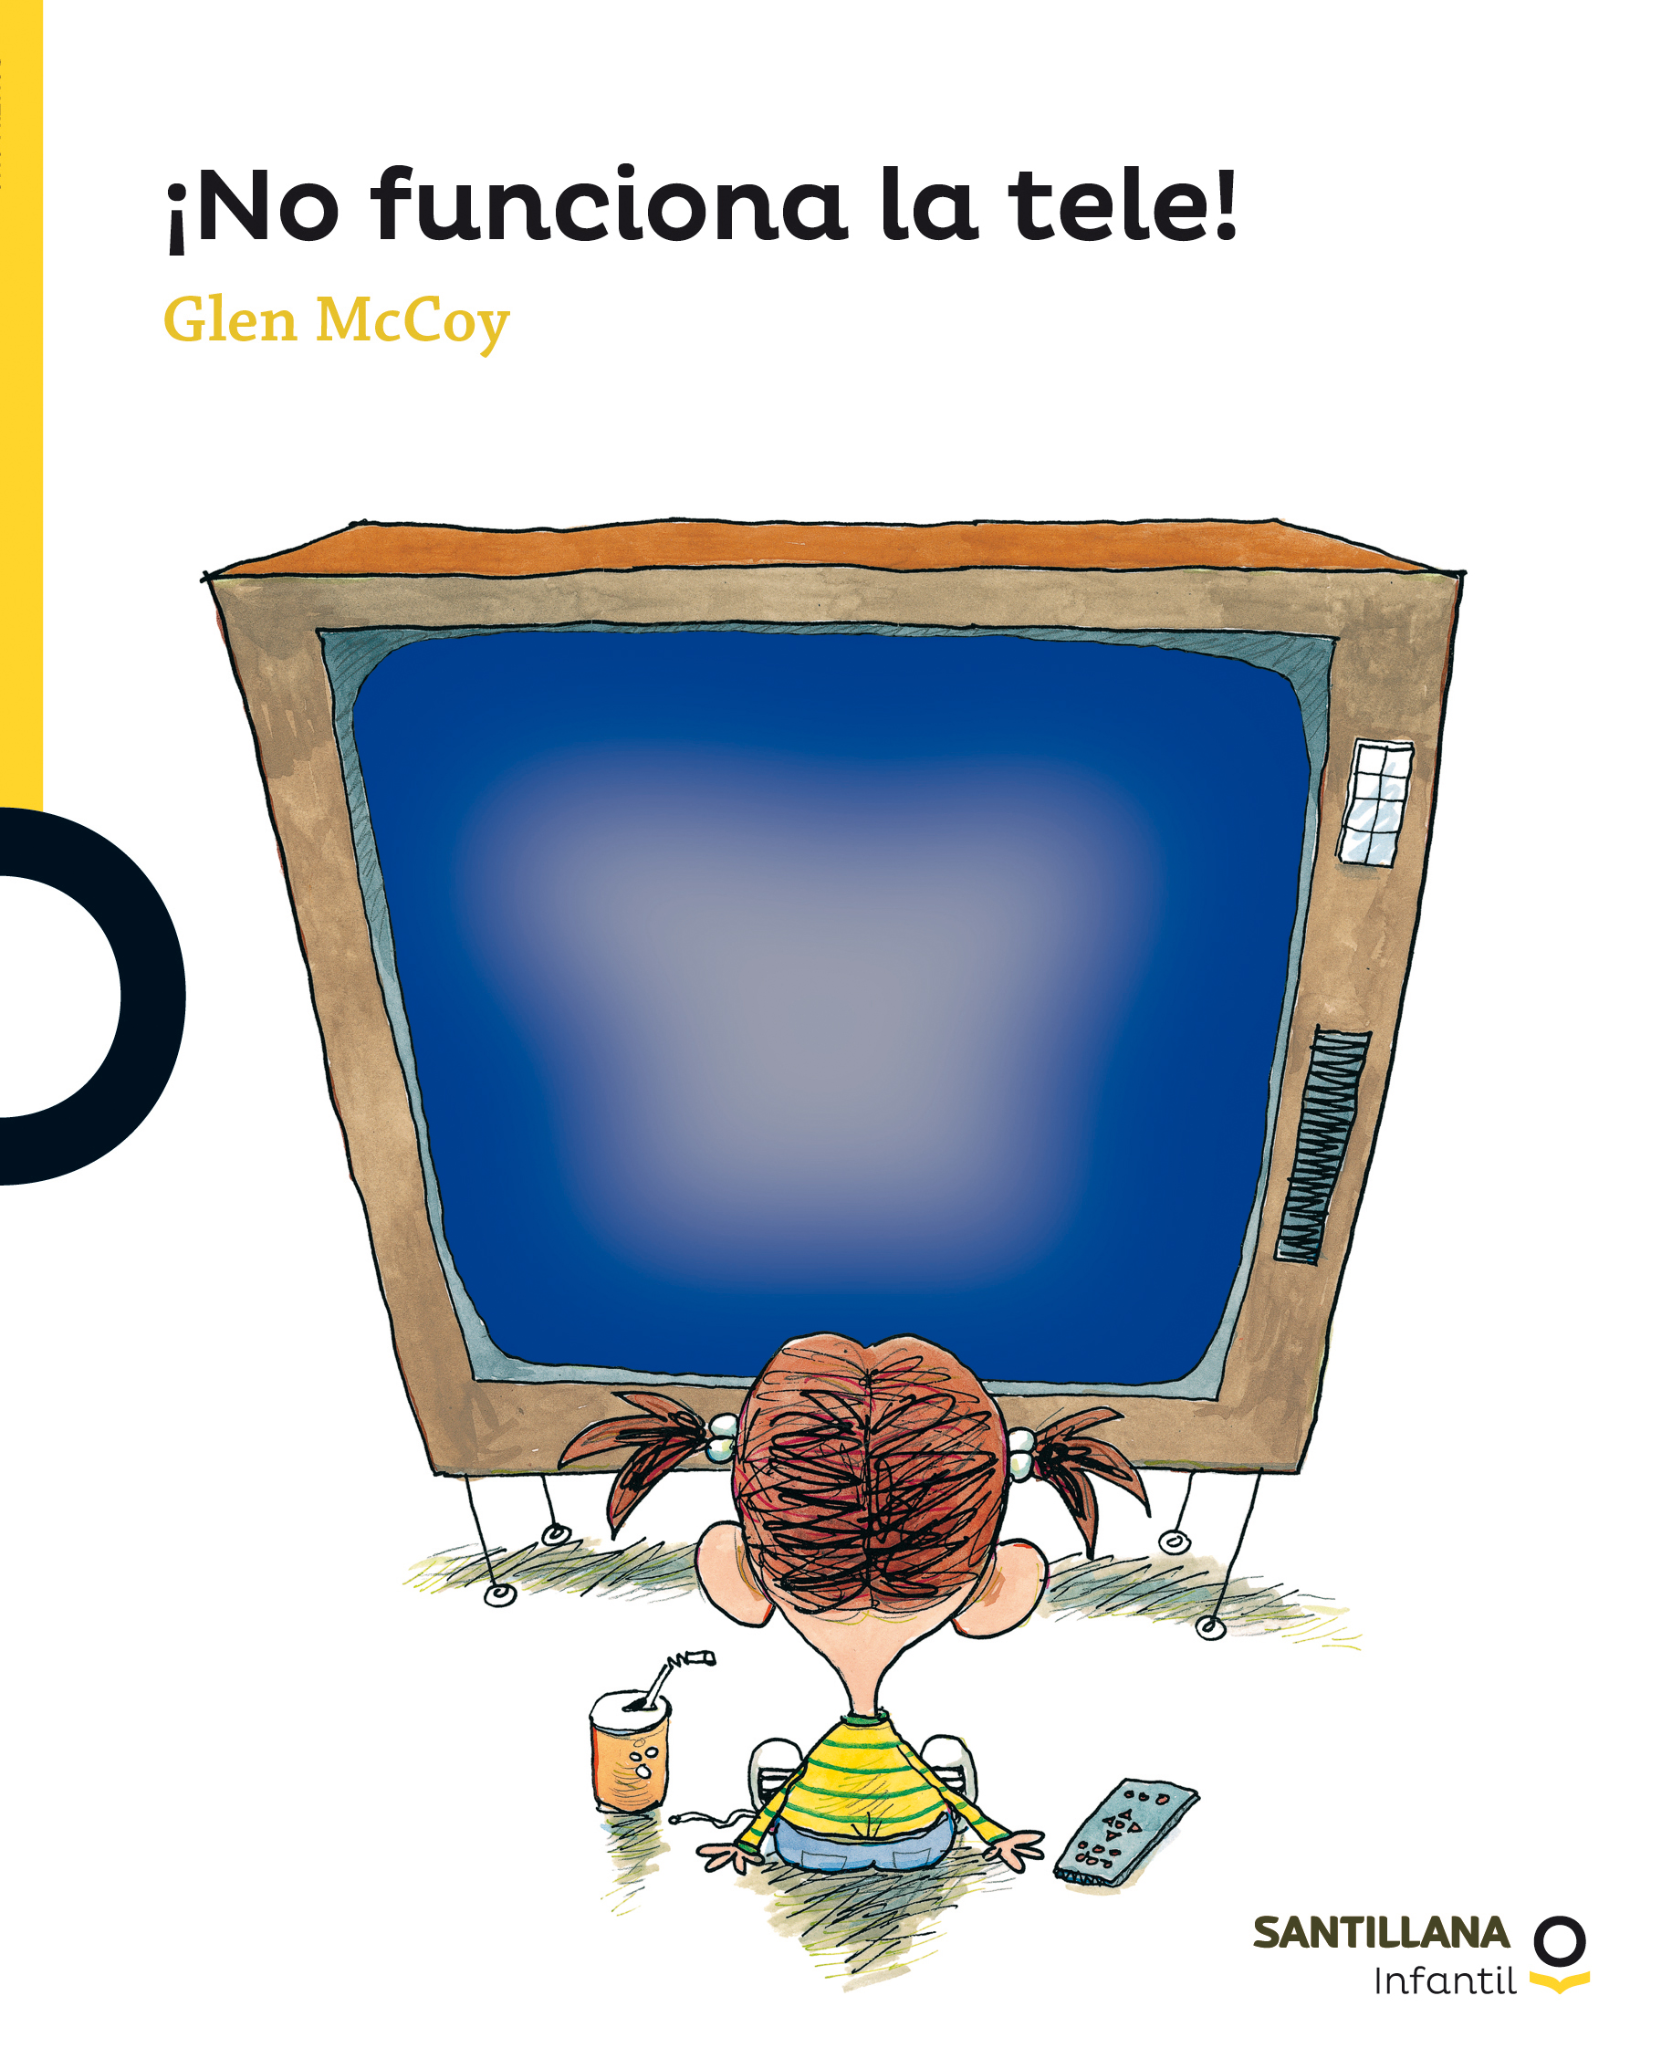 ¡No funciona la tele!
Glen McCoy
SANTILLANA
Infantil